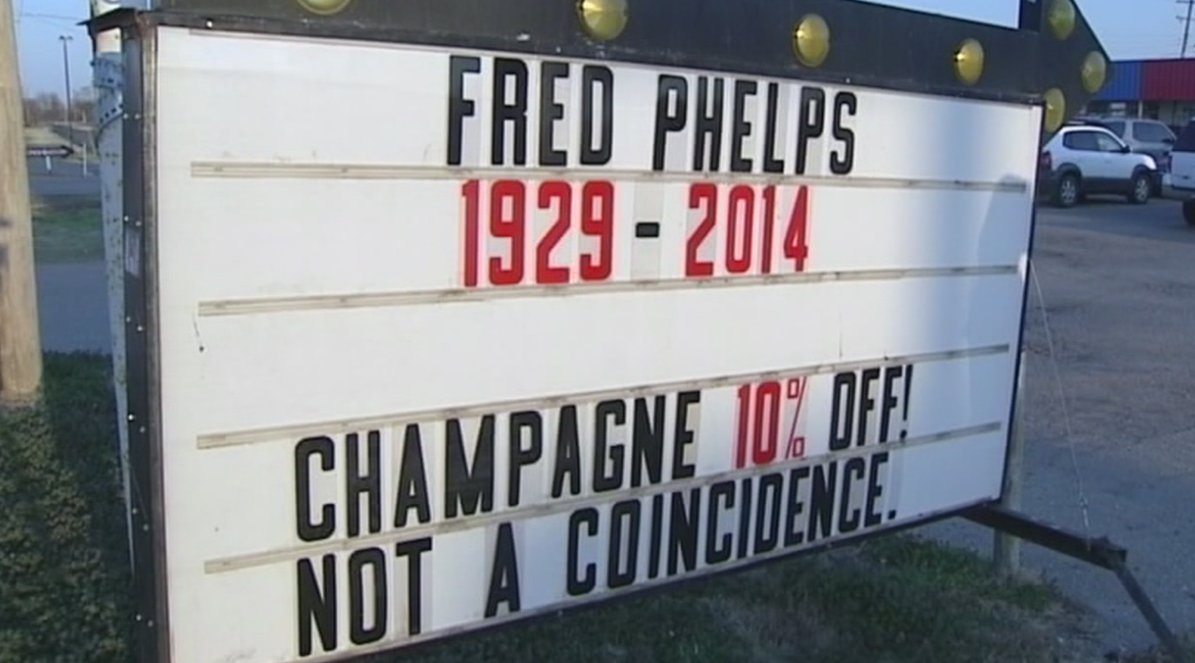 FRED PHELPS
1929-2014
CHAMPAGNE 10% OFF!
NOT A COINCIDENCE.